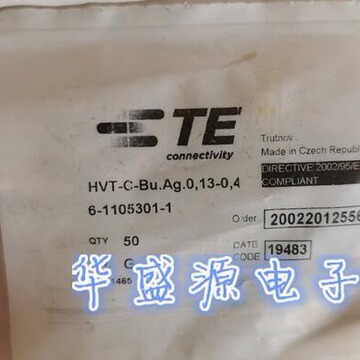 TE
connectivity
Trutnov
Made in Czech Republ
DIRECTIVE 2002/95/E
COMPLIANT
HVT-C-Bu.Ag.0,13-0,4
6-1105301-1
Order. 20022012556
QTY 50
DATE CODE 19483
G
1465
华盛源电子